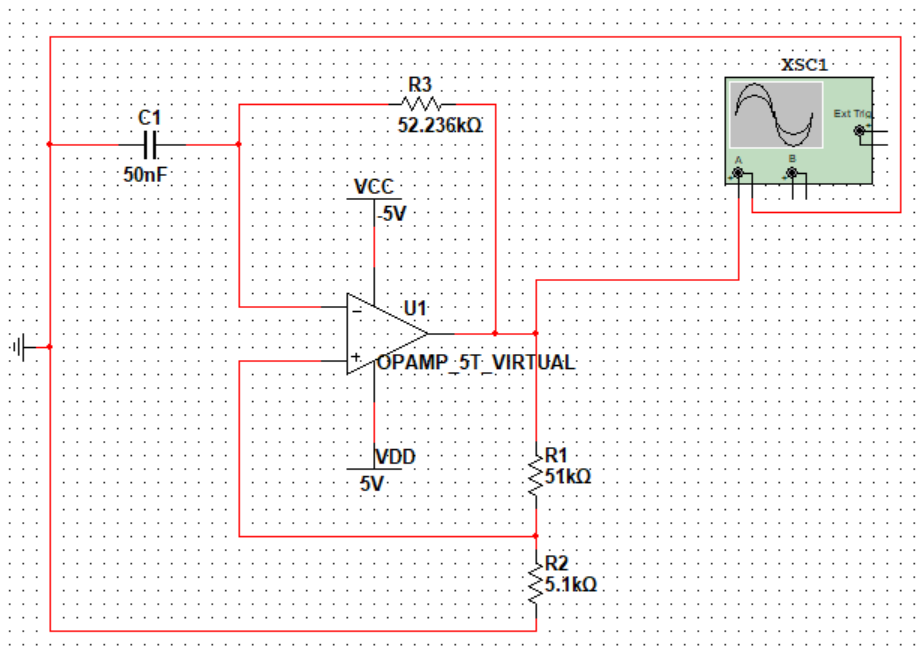 XSC1
Ext Trig
+
A
B
+
+
R3
52.236kΩ
C1
50nF
VCC
-5V
U1
OPAMP_5T_VIRTUAL
VDD
5V
R1
51kΩ
R2
5.1kΩ